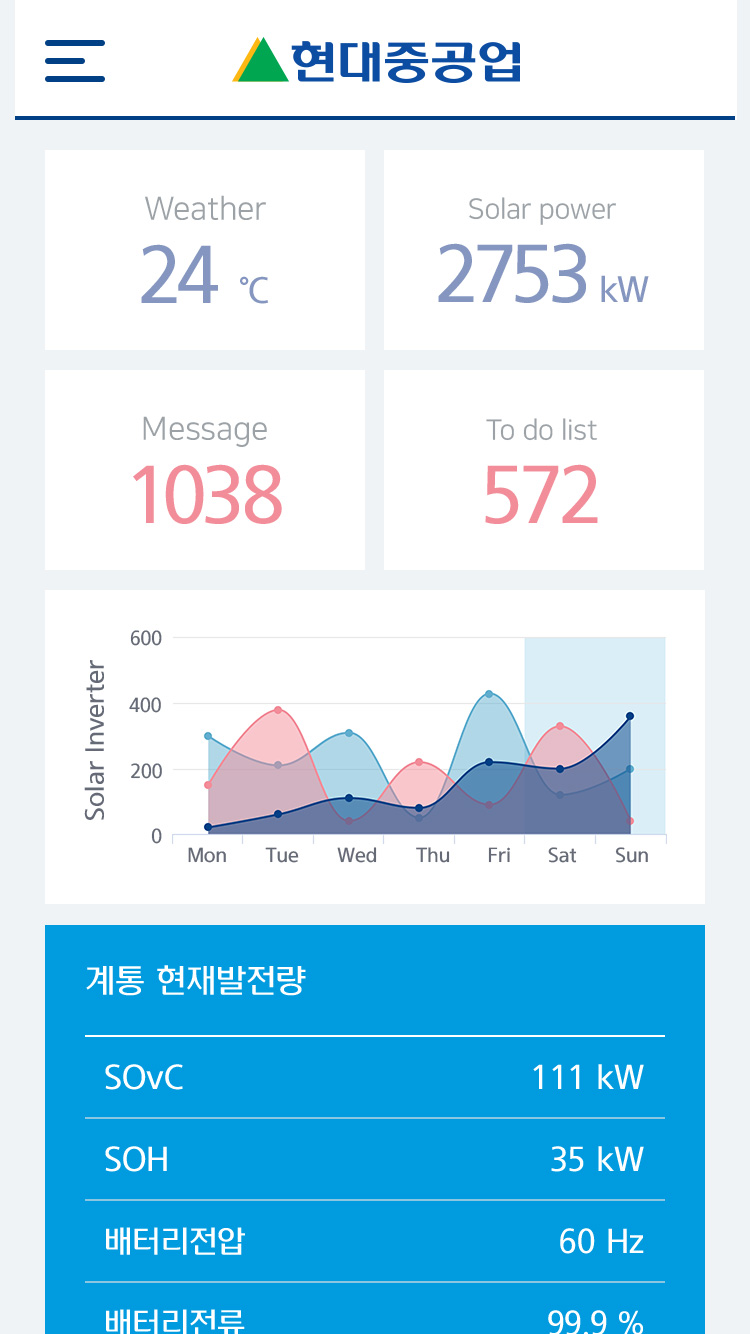 현대중공업
Weather
24 ℃
Solar power
2753 kW
Message
1038
To do list
572
Solar Inverter
600
400
200
0
Mon Tue Wed Thu Fri Sat Sun
계통 현재발전량
SOvC 111 kW
SOH 35 kW
배터리전압 60 Hz
배터리전류 99.9 %